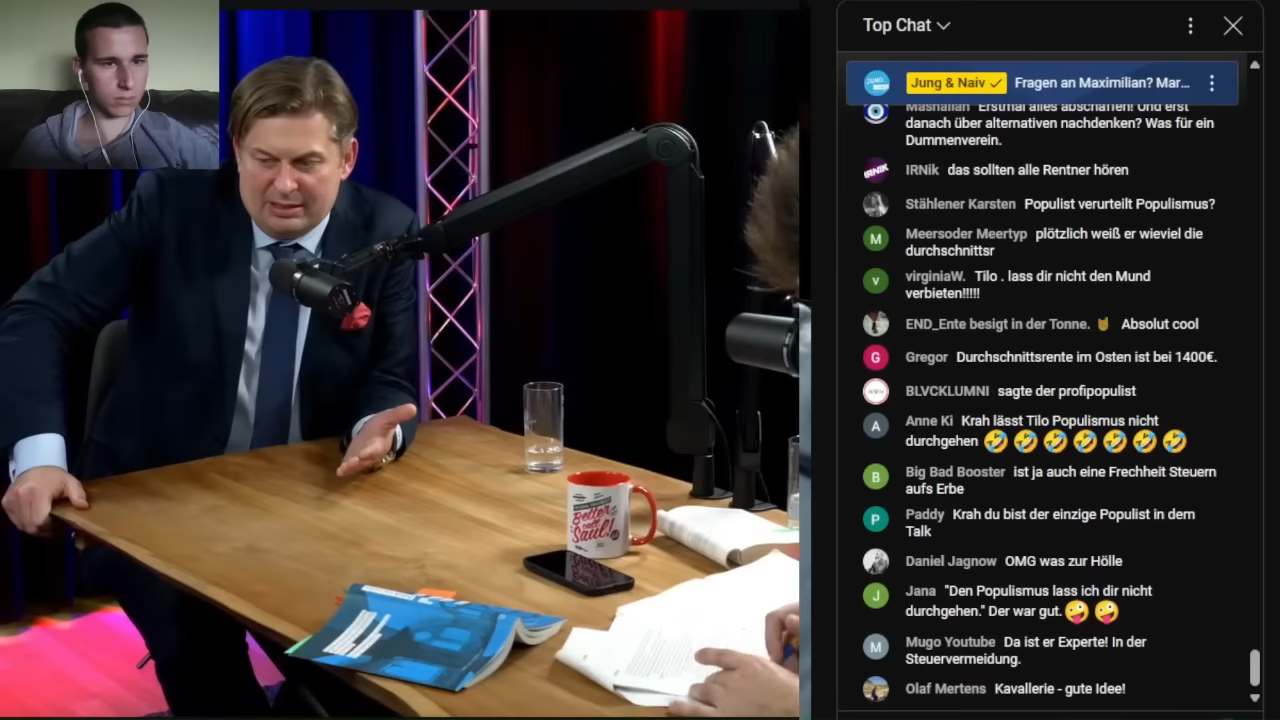 Top Chat
Jung & Naiv Fragen an Maximilian? Mar...
Mashallah Erstmal alles abschaffen! Und erst
danach über alternativen nachdenken? Was für ein
Dummenverein.
IRNik das sollten alle Rentner hören
Stählener Karsten Populist verurteilt Populismus?
Meersoder Meertyp plötzlich weiß er wieviel die
durchschnittsr
virginiaW. Tilo . lass dir nicht den Mund
verbieten!!!!!
END_Ente besigt in der Tonne. 🤘 Absolut cool
Gregor Durchschnittsrente im Osten ist bei 1400€.
BLVCKLUMNI sagte der profipopulist
Anne Ki Krah lässt Tilo Populismus nicht
durchgehen 🤣🤣🤣🤣🤣🤣🤣
Big Bad Booster ist ja auch eine Frechheit Steuern
aufs Erbe
Paddy Krah du bist der einzige Populist in dem
Talk
Daniel Jagnow OMG was zur Hölle
Jana "Den Populismus lass ich dir nicht
durchgehen." Der war gut.🤪🤪
Mugo Youtube Da ist er Experte! In der
Steuervermeidung.
Olaf Mertens Kavallerie - gute Idee!
Better
call
Saul!